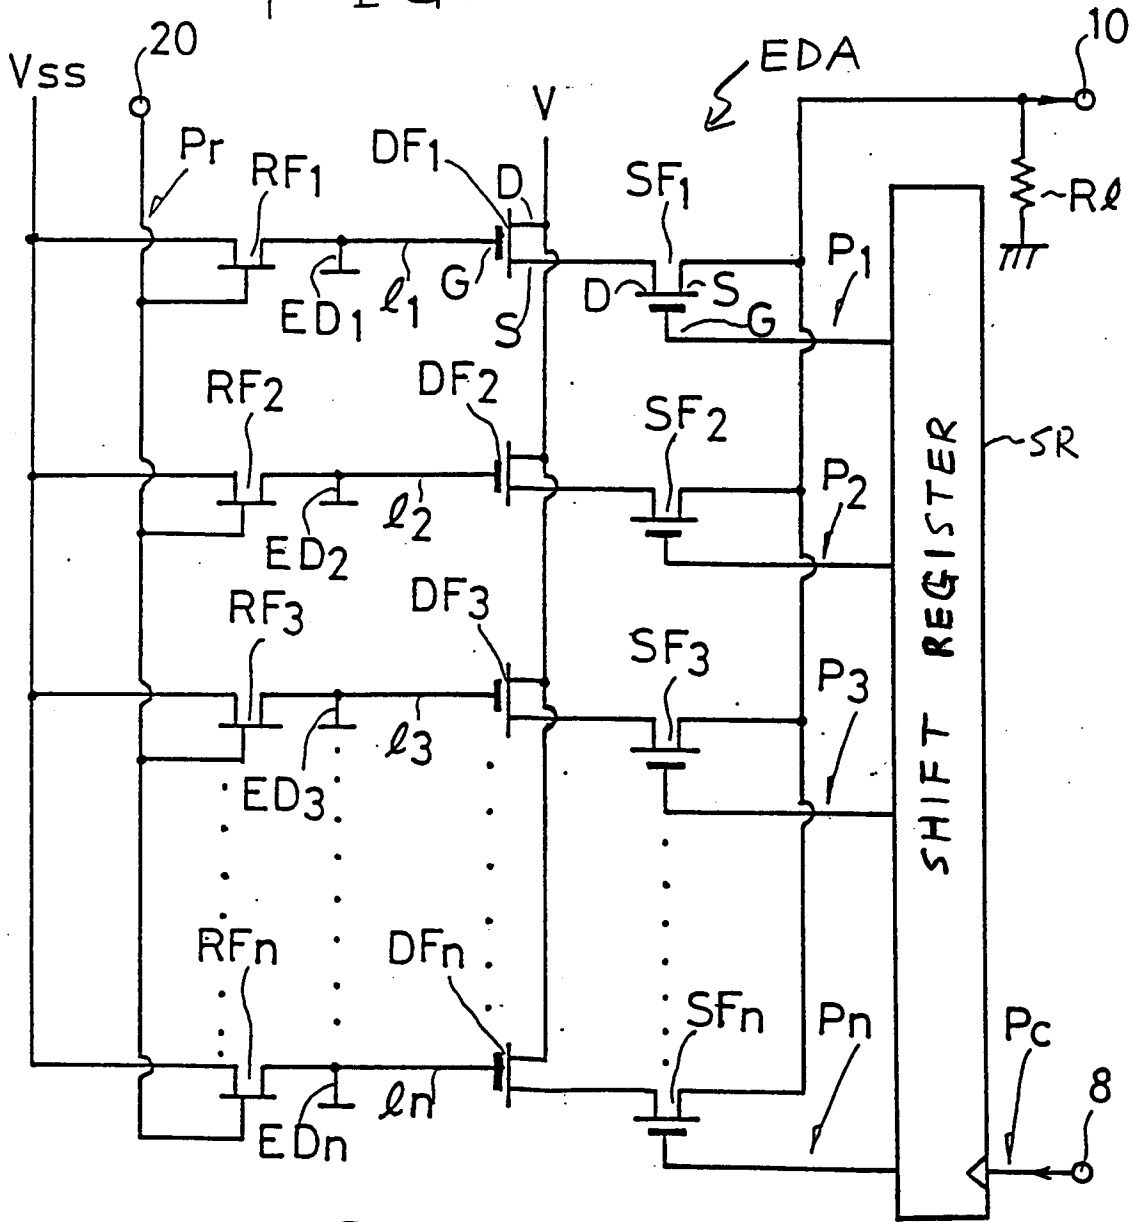 20
10
Vss
EDA
V
Pr
DF1
RF1
D
SF1
Rℓ
P1
ED1
ℓ1
G
S
D
S
G
RF2
DF2
SF2
SR
P2
ED2
ℓ2
RF3
DF3
SF3
P3
ED3
ℓ3
SHIFT REGISTER
RFn
DFn
SFn
Pn
Pc
EDn
ℓn
8